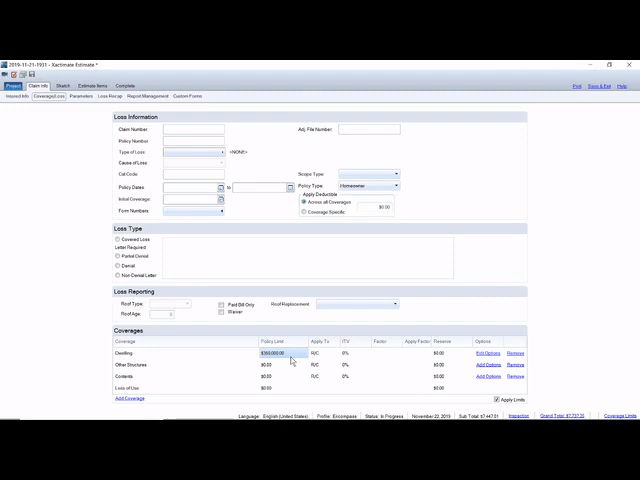 2019-11-21-1931 - Xactimate Estimate *
Project Claim Info Sketch Estimate Items Complete Print Save & Exit Help
Insured Info Coverage/Loss Parameters Loss Recap Report Management Custom Forms
Loss Information
Claim Number: Adj. File Number:
Policy Number
Type of Loss: <NONE>
Cause of Loss:
Cat Code: Scope Type:
Policy Dates to Policy Type: Homeowner
Apply Deductible
Initial Coverage: Across all Coverages $0.00
Form Numbers: Coverage Specific
Loss Type
Covered Loss
Letter Required
Partial Denial
Denial
Non Denial Letter
Loss Reporting
Roof Type: Paid Bill Only Roof Replacement
Roof Age: 0 Waiver
Coverages
Coverage Policy Limit Apply To ITV Factor Apply Factor Reserve Options
Dwelling R/C 0% $0.00 Edit Options Remove
Other Structures $0.00 R/C 0% $0.00 Add Options Remove
Contents $0.00 R/C 0% $0.00 Add Options Remove
Loss of Use $0.00 $0.00
Add Coverage Apply Limits
Language: English (United States) Profile: Encompass Status: In Progress November 22, 2019 Sub Total: $7,447.01 Inspection Grand Total: $7,737.35 Coverage Limits